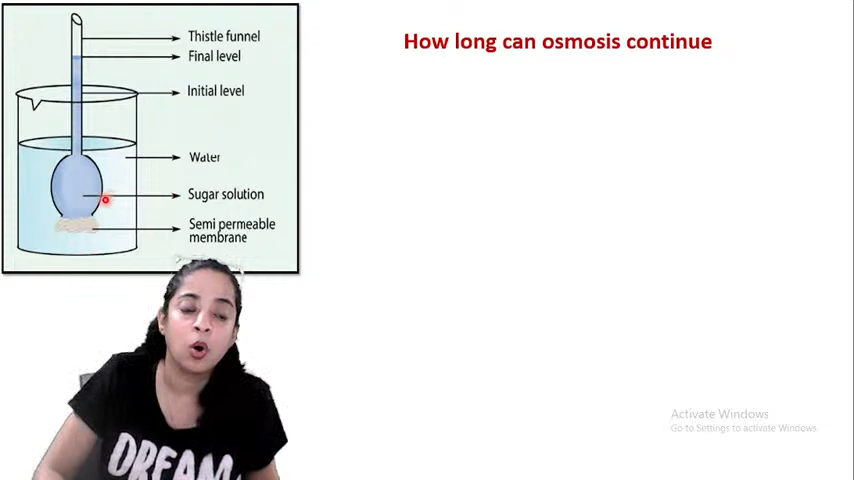 Thistle funnel
Final level
Initial level
Water
Sugar solution
Semi permeable
membrane
How long can osmosis continue
DREAM
Activate Windows
Go to Settings to activate Windows.